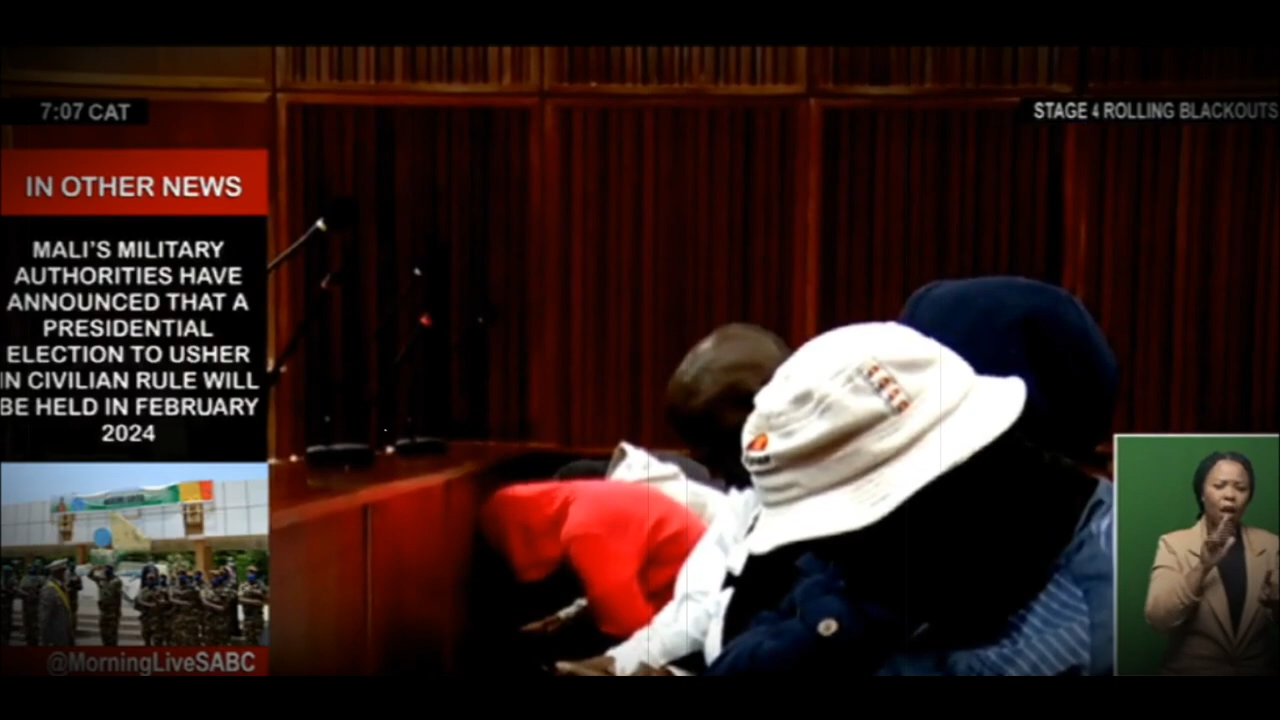 7:07 CAT
STAGE 4 ROLLING BLACKOUTS
IN OTHER NEWS
MALI'S MILITARY
AUTHORITIES HAVE
ANNOUNCED THAT A
PRESIDENTIAL
ELECTION TO USHER
IN CIVILIAN RULE WILL
BE HELD IN FEBRUARY
2024
@MorningLiveSABC